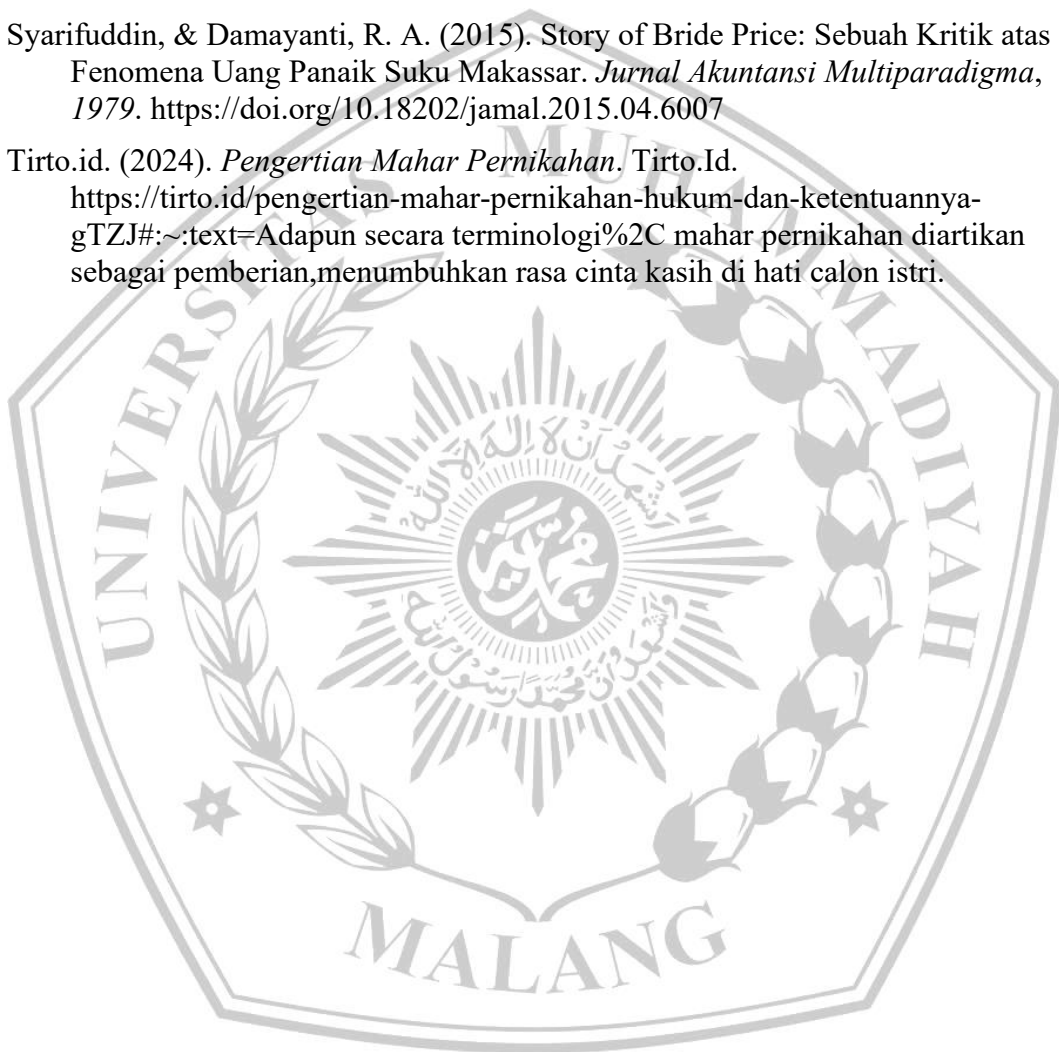 Syarifuddin, & Damayanti, R. A. (2015). Story of Bride Price: Sebuah Kritik atas
Fenomena Uang Panaik Suku Makassar. Jurnal Akuntansi Multiparadigma,
1979. https://doi.org/10.18202/jamal.2015.04.6007
Tirto.id. (2024). Pengertian Mahar Pernikahan. Tirto.Id.
https://tirto.id/pengertian-mahar-pernikahan-hukum-dan-ketentuannya-
gTZJ#:~:text=Adapun secara terminologi%2C mahar pernikahan diartikan
sebagai pemberian,menumbuhkan rasa cinta kasih di hati calon istri.
UNIVERSITAS MUHAMMADIYAH
MALANG